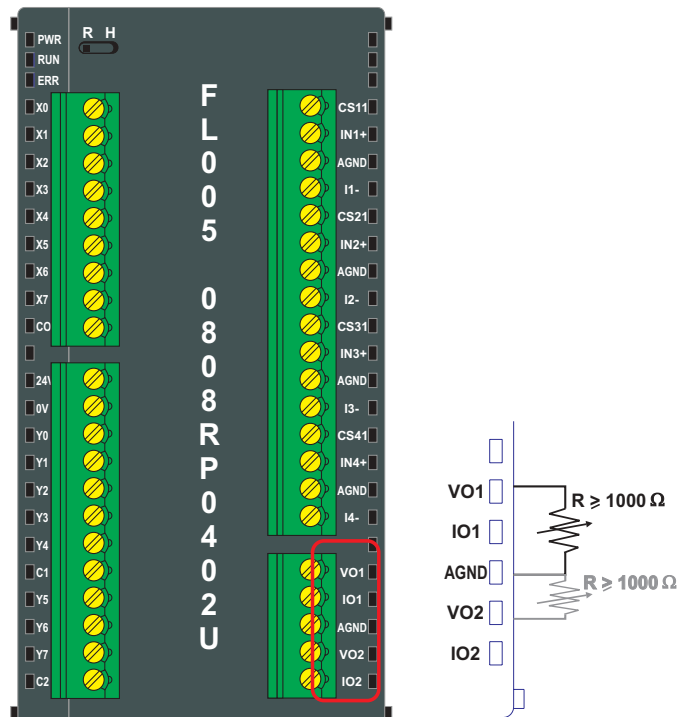 PWR
RUN
ERR
R H
X0
X1
X2
X3
X4
X5
X6
X7
CO
24V
0V
Y0
Y1
Y2
Y3
Y4
C1
Y5
Y6
Y7
C2
FL005 0808RP0402U
CS11
IN1+
AGND
I1-
CS21
IN2+
AGND
I2-
CS31
IN3+
AGND
I3-
CS41
IN4+
AGND
I4-
VO1
IO1
AGND
VO2
IO2
VO1
IO1
AGND
VO2
IO2
R ⩾ 1000 Ω
R ⩾ 1000 Ω